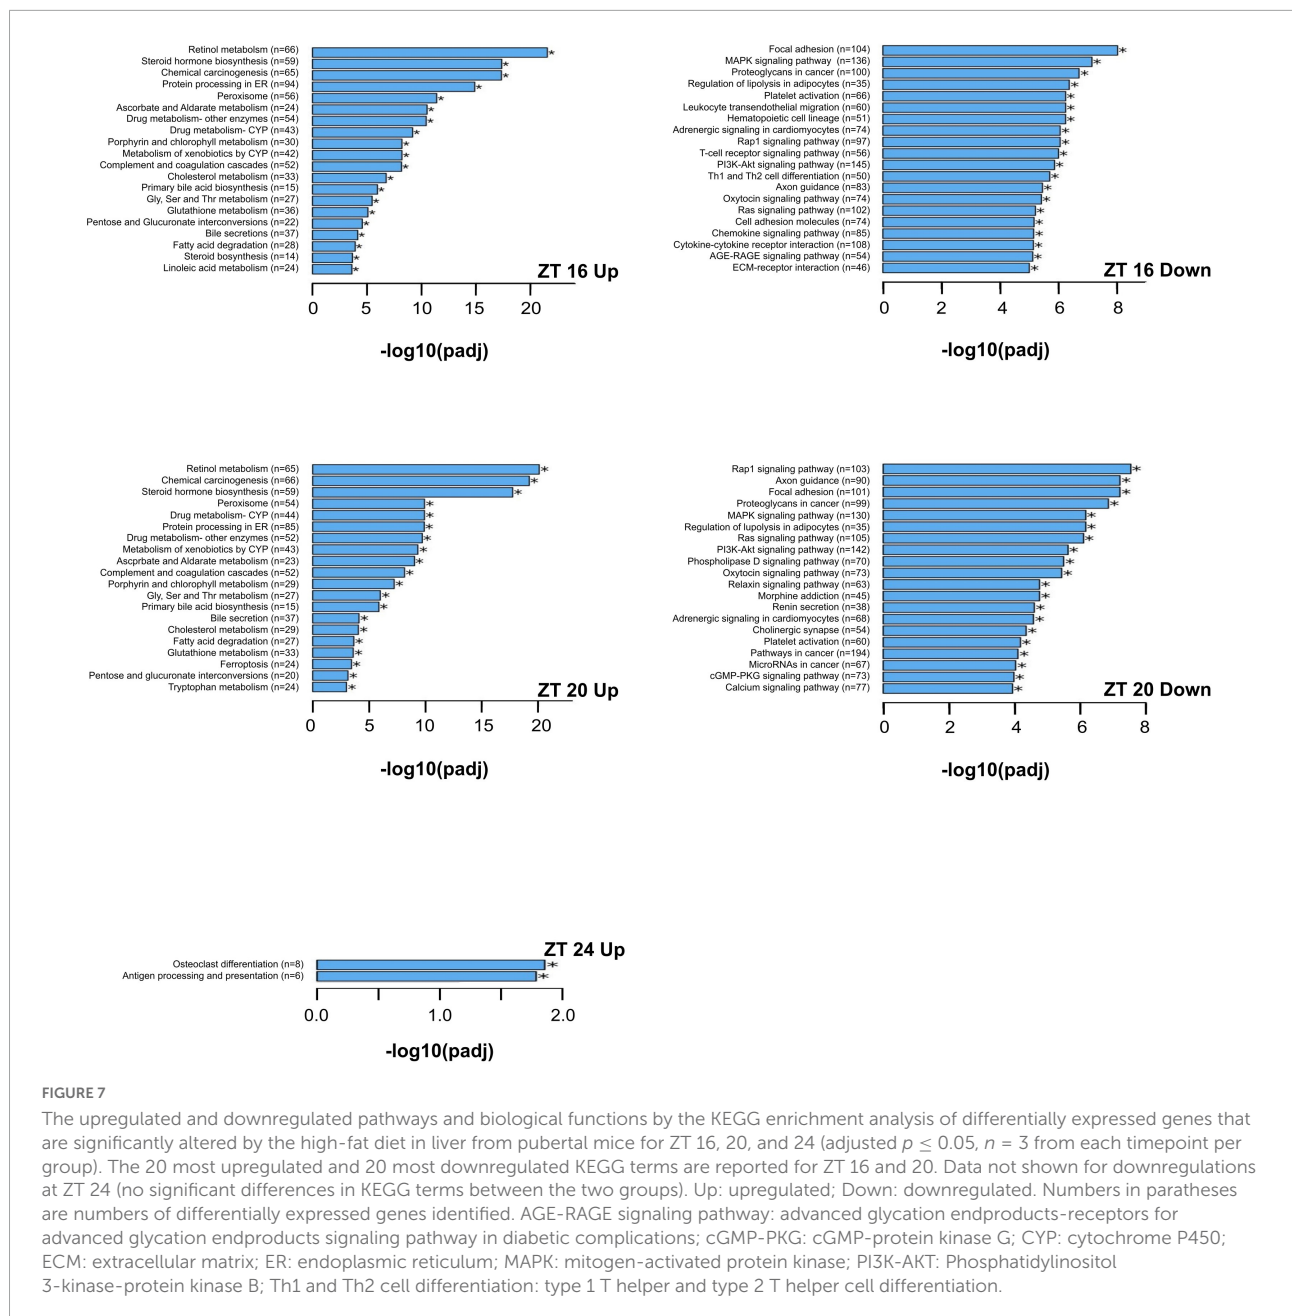 Retinol metabolsm (n=66)
Steroid hormone biosynthesis (n=59)
Chemical carcinogenesis (n=65)
Protein processing in ER (n=94)
Peroxisome (n=56)
Ascorbate and Aldarate metabolism (n=24)
Drug metabolism- other enzymes (n=54)
Drug metabolism- CYP (n=43)
Porphyrin and chlorophyll metabolism (n=30)
Metabolism of xenobiotics by CYP (n=42)
Complement and coagulation cascades (n=52)
Cholesterol metabolism (n=33)
Primary bile acid biosynthesis (n=15)
Gly, Ser and Thr metabolism (n=27)
Glutathione metabolism (n=36)
Pentose and Glucuronate interconversions (n=22)
Bile secretions (n=37)
Fatty acid degradation (n=28)
Steroid biosynthesis (n=14)
Linoleic acid metabolism (n=24)
ZT 16 Up
0 5 10 15 20
-log10(padj)
Focal adhesion (n=104)
MAPK signaling pathway (n=136)
Proteoglycans in cancer (n=100)
Regulation of lipolysis in adipocytes (n=35)
Platelet activation (n=66)
Leukocyte transendothelial migration (n=60)
Hematopoietic cell lineage (n=51)
Adrenergic signaling in cardiomyocytes (n=74)
Rap1 signaling pathway (n=97)
T-cell receptor signaling pathway (n=56)
PI3K-Akt signaling pathway (n=145)
Th1 and Th2 cell differentiation (n=50)
Axon guidance (n=83)
Oxytocin signaling pathway (n=74)
Ras signaling pathway (n=102)
Cell adhesion molecules (n=74)
Chemokine signaling pathway (n=85)
Cytokine-cytokine receptor interaction (n=108)
AGE-RAGE signaling pathway (n=54)
ECM-receptor interaction (n=46)
ZT 16 Down
0 2 4 6 8
-log10(padj)
Retinol metabolism (n=65)
Chemical carcinogenesis (n=66)
Steroid hormone biosynthesis (n=59)
Peroxisome (n=54)
Drug metabolism- CYP (n=44)
Protein processing in ER (n=85)
Drug metabolism- other enzymes (n=52)
Metabolism of xenobiotics by CYP (n=43)
Ascprbate and Aldarate metabolism (n=23)
Complement and coagulation cascades (n=52)
Porphyrin and chlorophyll metabolism (n=29)
Gly, Ser and Thr metabolism (n=27)
Primary bile acid biosynthesis (n=15)
Bile secretion (n=37)
Cholesterol metabolism (n=29)
Fatty acid degradation (n=27)
Glutathione metabolism (n=33)
Ferroptosis (n=24)
Pentose and glucuronate interconversions (n=20)
Tryptophan metabolism (n=24)
ZT 20 Up
0 5 10 15 20
-log10(padj)
Rap1 signaling pathway (n=103)
Axon guidance (n=90)
Focal adhesion (n=101)
Proteoglycans in cancer (n=99)
MAPK signaling pathway (n=130)
Regulation of lupolysis in adipocytes (n=35)
Ras signaling pathway (n=105)
PI3K-Akt signaling pathway (n=142)
Phospholipase D signaling pathway (n=70)
Oxytocin signaling pathway (n=73)
Relaxin signaling pathway (n=63)
Morphine addiction (n=45)
Renin secretion (n=38)
Adrenergic signaling in cardiomyocytes (n=68)
Cholinergic synapse (n=54)
Platelet activation (n=60)
Pathways in cancer (n=194)
MicroRNAs in cancer (n=67)
cGMP-PKG signaling pathway (n=73)
Calcium signaling pathway (n=77)
ZT 20 Down
0 2 4 6 8
-log10(padj)
ZT 24 Up
Osteoclast differentiation (n=8)
Antigen processing and presentation (n=6)
0.0 1.0 2.0
-log10(padj)
FIGURE 7
The upregulated and downregulated pathways and biological functions by the KEGG enrichment analysis of differentially expressed genes that
are significantly altered by the high-fat diet in liver from pubertal mice for ZT 16, 20, and 24 (adjusted p ≤ 0.05, n = 3 from each timepoint per
group). The 20 most upregulated and 20 most downregulated KEGG terms are reported for ZT 16 and 20. Data not shown for downregulations
at ZT 24 (no significant differences in KEGG terms between the two groups). Up: upregulated; Down: downregulated. Numbers in paratheses
are numbers of differentially expressed genes identified. AGE-RAGE signaling pathway: advanced glycation endproducts-receptors for
advanced glycation endproducts signaling pathway in diabetic complications; cGMP-PKG: cGMP-protein kinase G; CYP: cytochrome P450;
ECM: extracellular matrix; ER: endoplasmic reticulum; MAPK: mitogen-activated protein kinase; PI3K-AKT: Phosphatidylinositol
3-kinase-protein kinase B; Th1 and Th2 cell differentiation: type 1 T helper and type 2 T helper cell differentiation.